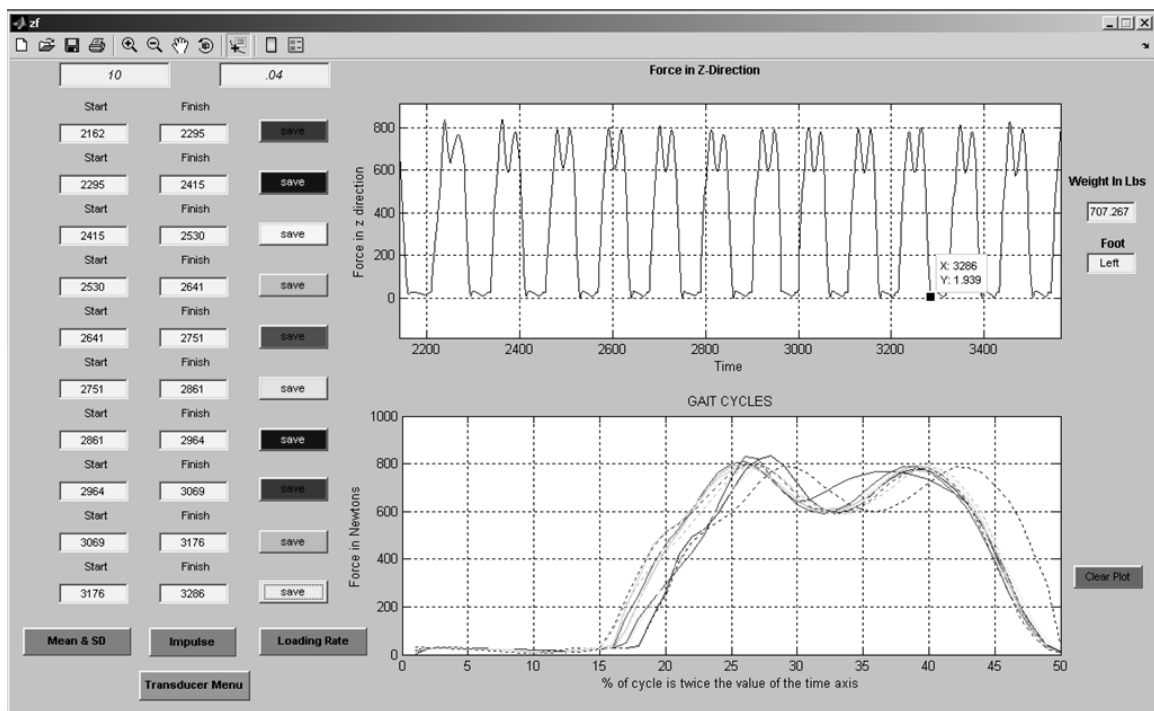 zf
10 .04
Start Finish
2162 2295 save
Start Finish
2295 2415 save
Start Finish
2415 2530 save
Start Finish
2530 2641 save
Start Finish
2641 2751 save
Start Finish
2751 2861 save
Start Finish
2861 2964 save
Start Finish
2964 3069 save
Start Finish
3069 3176 save
Start Finish
3176 3286 save
Mean & SD Impulse Loading Rate
Transducer Menu
Force in Z-Direction
Force in z direction
800
600
400
200
0
X: 3286
Y: 1.939
2200 2400 2600 2800 3000 3200 3400
Time
Weight In Lbs
707.267
Foot
Left
GAIT CYCLES
Force in Newtons
1000
800
600
400
200
0
0 5 10 15 20 25 30 35 40 45 50
% of cycle is twice the value of the time axis
Clear Plot